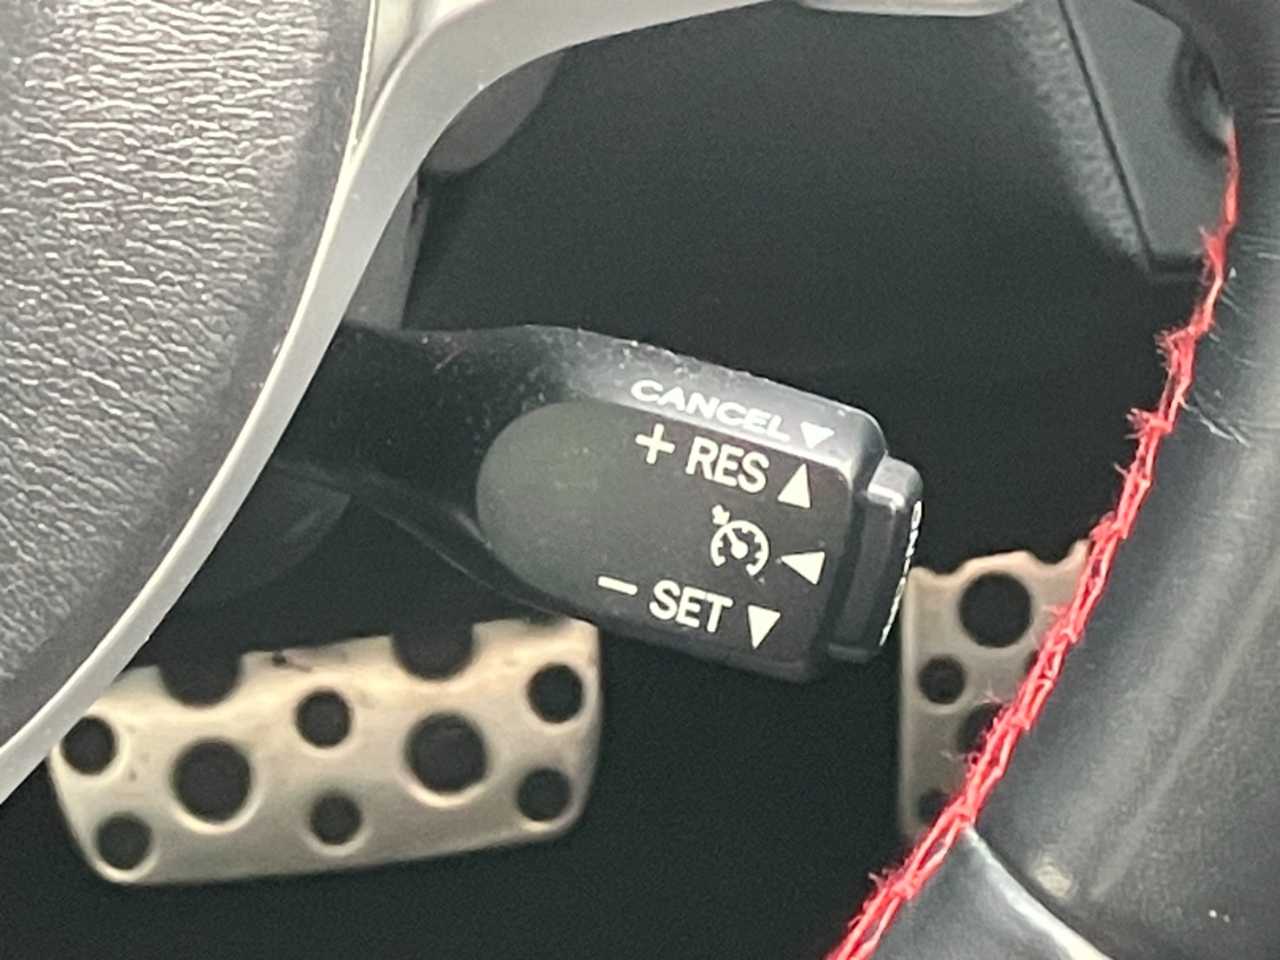 CANCEL ▼
+ RES ▲
◀
− SET ▼